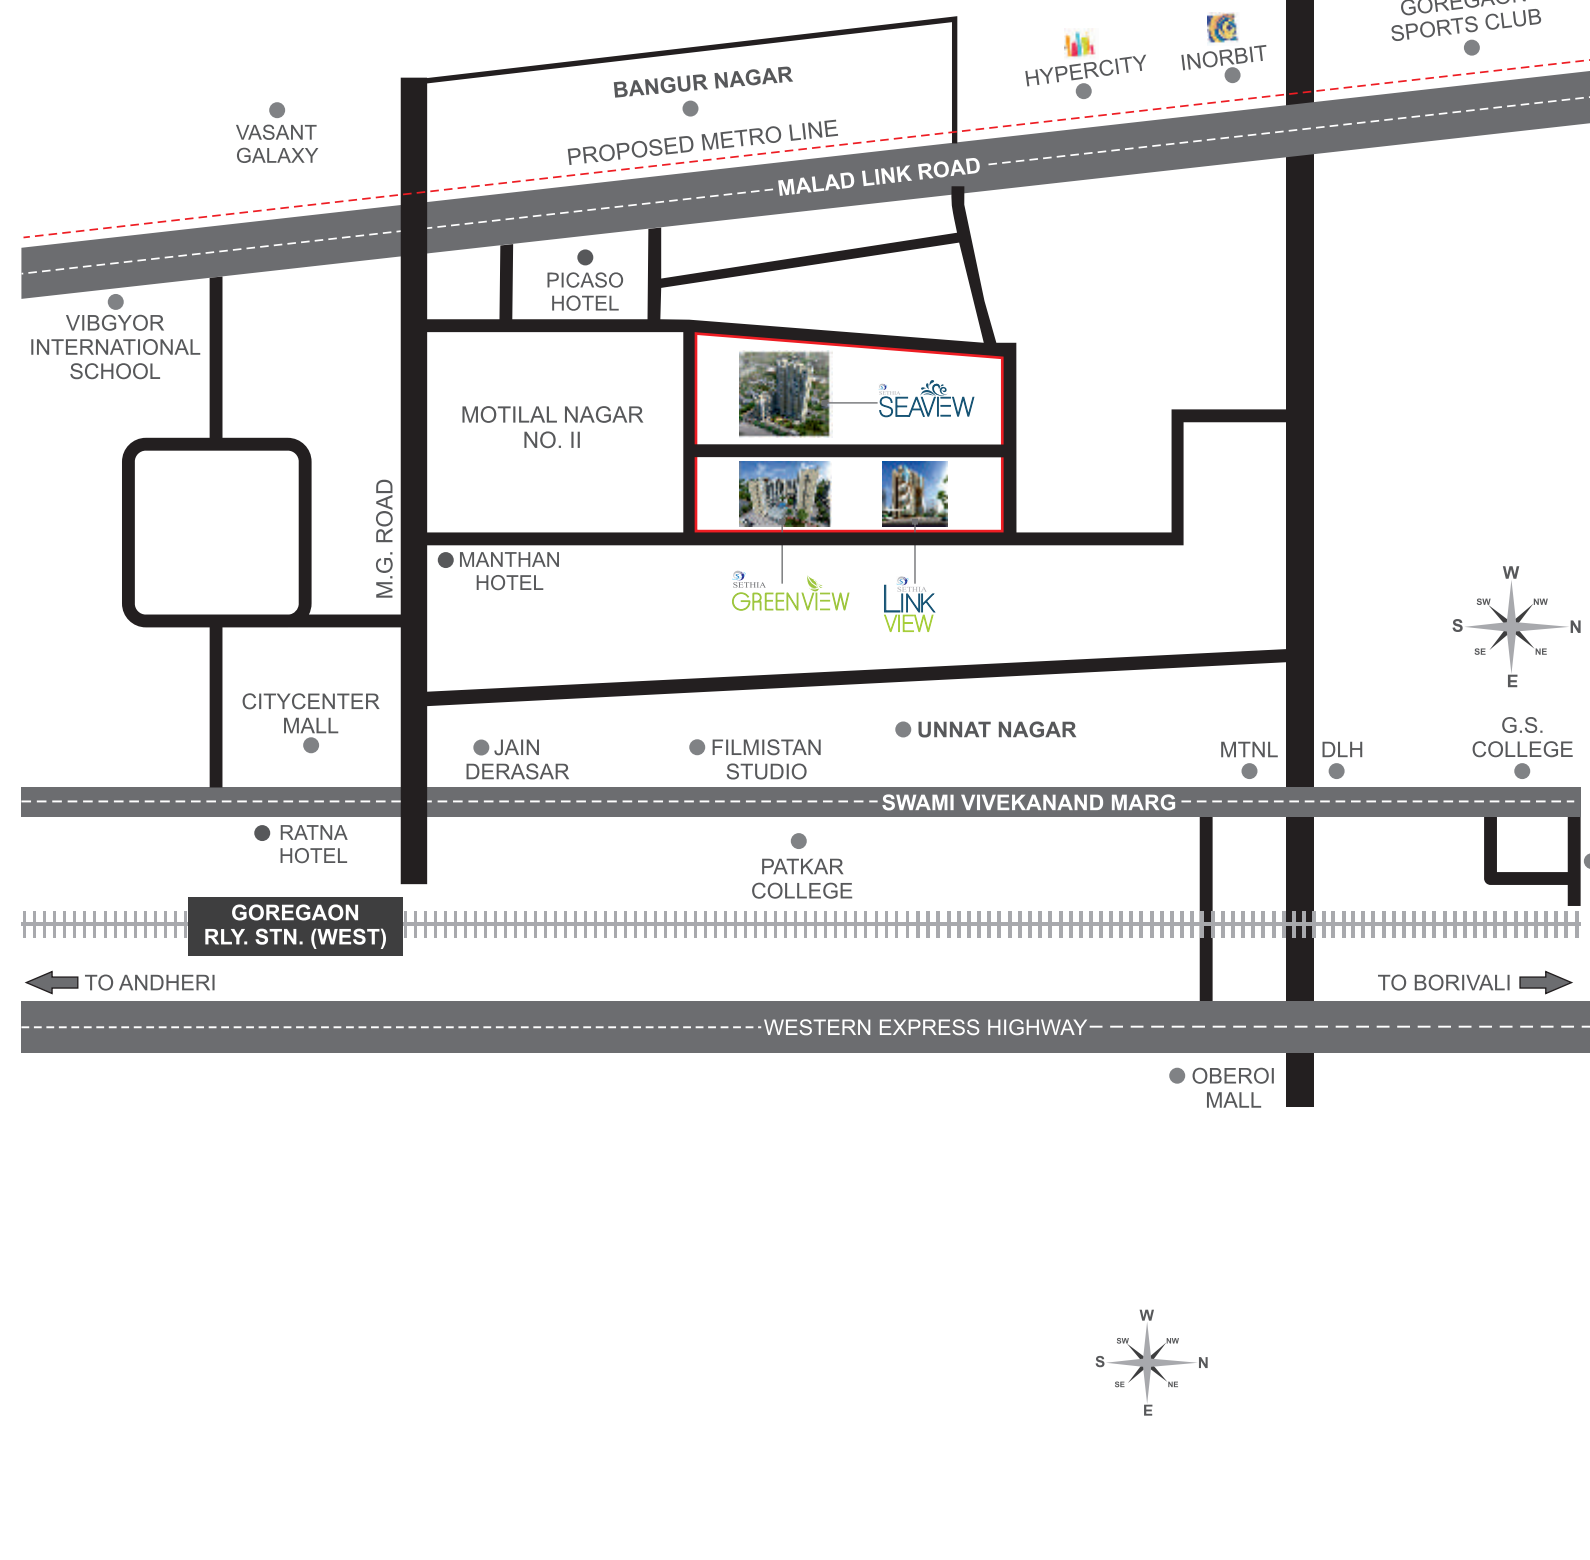 GOREGAON
SPORTS CLUB
INORBIT
HYPERCITY
BANGUR NAGAR
PROPOSED METRO LINE
VASANT
GALAXY
MALAD LINK ROAD
PICASO
HOTEL
VIBGYOR
INTERNATIONAL
SCHOOL
MOTILAL NAGAR
NO. II
SETHIA
SEAVIEW
M.G. ROAD
MANTHAN
HOTEL
SETHIA
GREENVIEW
SETHIA
LINK
VIEW
W
SW NW
S N
SE NE
E
CITYCENTER
MALL
JAIN
DERASAR
FILMISTAN
STUDIO
UNNAT NAGAR
MTNL
DLH
G.S.
COLLEGE
SWAMI VIVEKANAND MARG
RATNA
HOTEL
PATKAR
COLLEGE
GOREGAON
RLY. STN. (WEST)
TO ANDHERI
TO BORIVALI
WESTERN EXPRESS HIGHWAY
OBEROI
MALL
W
SW NW
S N
SE NE
E